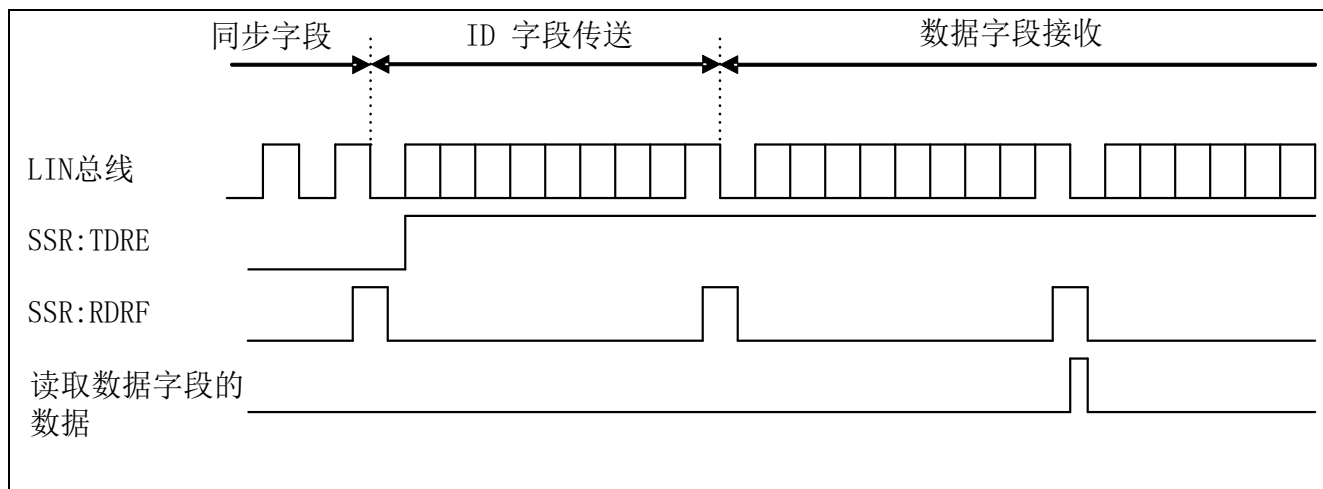 同步字段
ID 字段传送
数据字段接收
LIN总线
SSR:TDRE
SSR:RDRF
读取数据字段的
数据